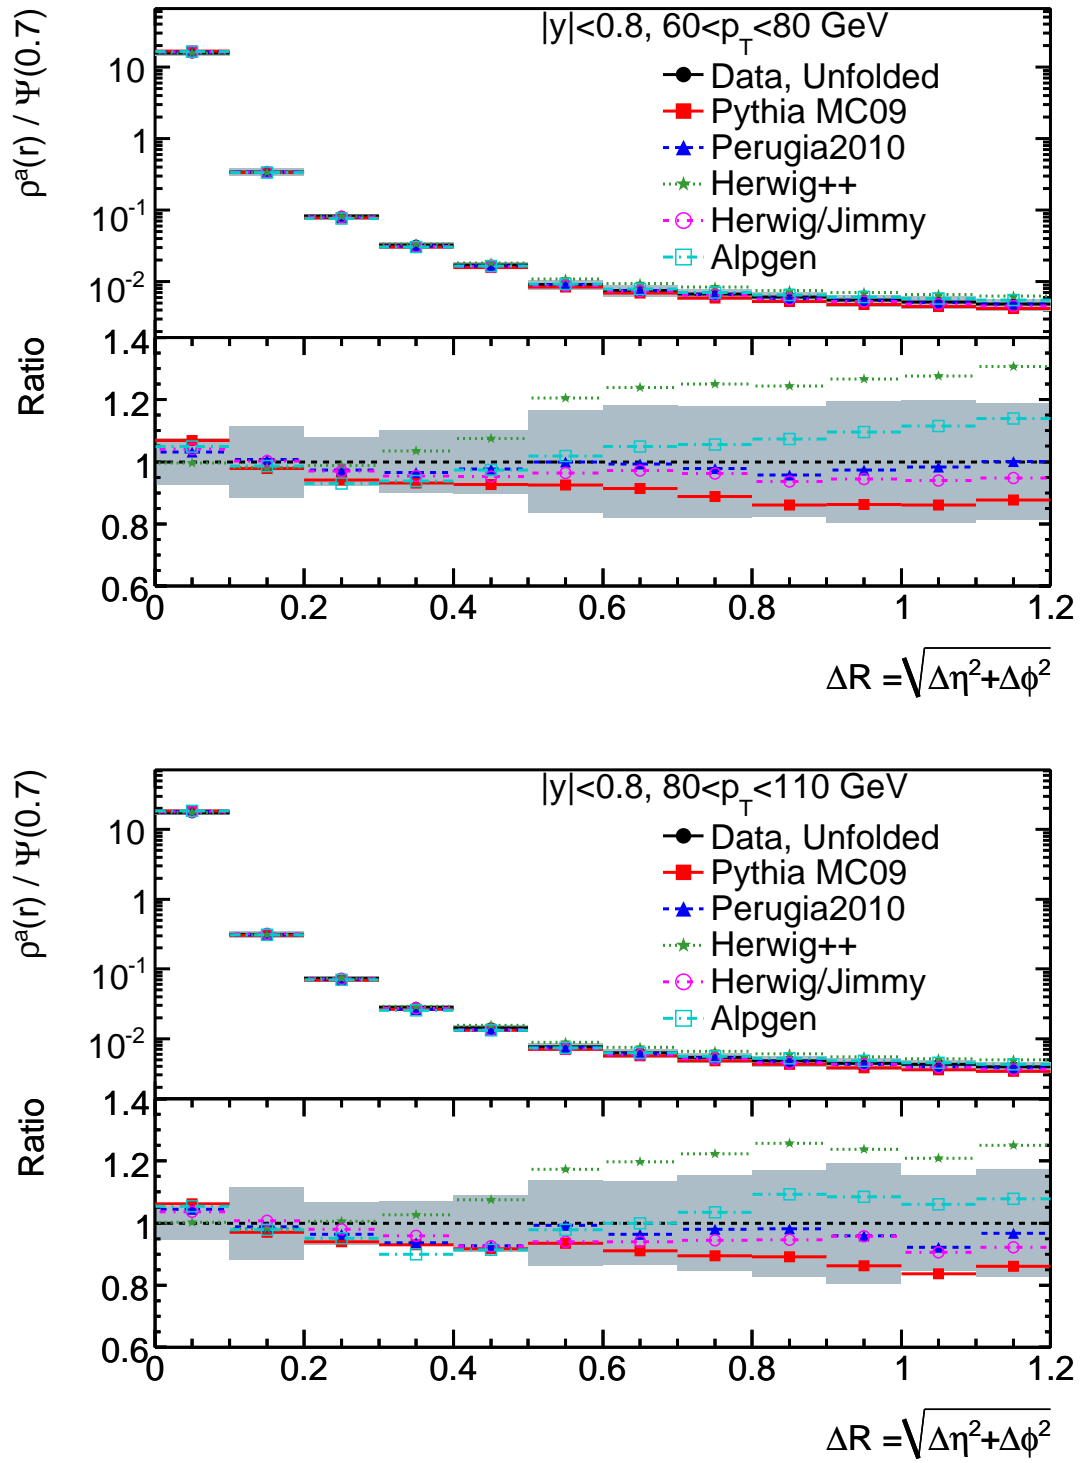 |y|<0.8, 60<p_T<80 GeV
Data, Unfolded
Pythia MC09
Perugia2010
Herwig++
Herwig/Jimmy
Alpgen
ρᵃ(r) / Ψ(0.7)
10
1
10⁻¹
10⁻²
Ratio
1.4
1.2
1
0.8
0.6
0 0.2 0.4 0.6 0.8 1 1.2
ΔR =√Δη²+Δϕ²
|y|<0.8, 80<p_T<110 GeV
Data, Unfolded
Pythia MC09
Perugia2010
Herwig++
Herwig/Jimmy
Alpgen
ρᵃ(r) / Ψ(0.7)
10
1
10⁻¹
10⁻²
Ratio
1.4
1.2
1
0.8
0.6
0 0.2 0.4 0.6 0.8 1 1.2
ΔR =√Δη²+Δϕ²